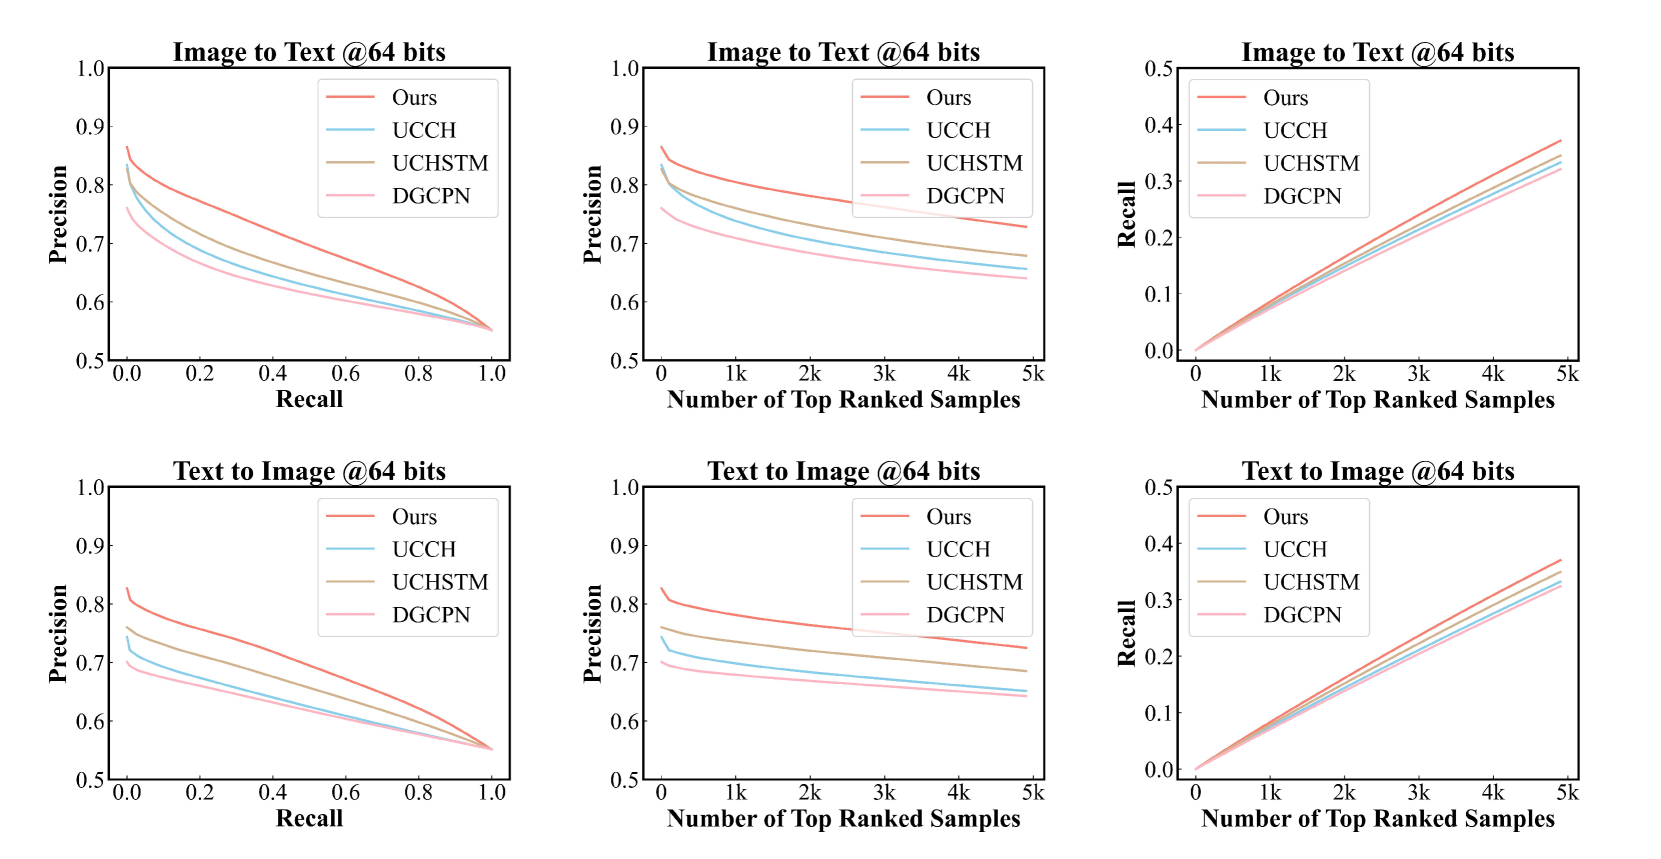 Image to Text @64 bits
1.0
0.9
0.8
0.7
0.6
0.5
Precision
Ours
UCCH
UCHSTM
DGCPN
0.0 0.2 0.4 0.6 0.8 1.0
Recall
Image to Text @64 bits
1.0
0.9
0.8
0.7
0.6
0.5
Precision
Ours
UCCH
UCHSTM
DGCPN
0 1k 2k 3k 4k 5k
Number of Top Ranked Samples
Image to Text @64 bits
0.5
0.4
0.3
0.2
0.1
0.0
Recall
Ours
UCCH
UCHSTM
DGCPN
0 1k 2k 3k 4k 5k
Number of Top Ranked Samples
Text to Image @64 bits
1.0
0.9
0.8
0.7
0.6
0.5
Precision
Ours
UCCH
UCHSTM
DGCPN
0.0 0.2 0.4 0.6 0.8 1.0
Recall
Text to Image @64 bits
1.0
0.9
0.8
0.7
0.6
0.5
Precision
Ours
UCCH
UCHSTM
DGCPN
0 1k 2k 3k 4k 5k
Number of Top Ranked Samples
Text to Image @64 bits
0.5
0.4
0.3
0.2
0.1
0.0
Recall
Ours
UCCH
UCHSTM
DGCPN
0 1k 2k 3k 4k 5k
Number of Top Ranked Samples